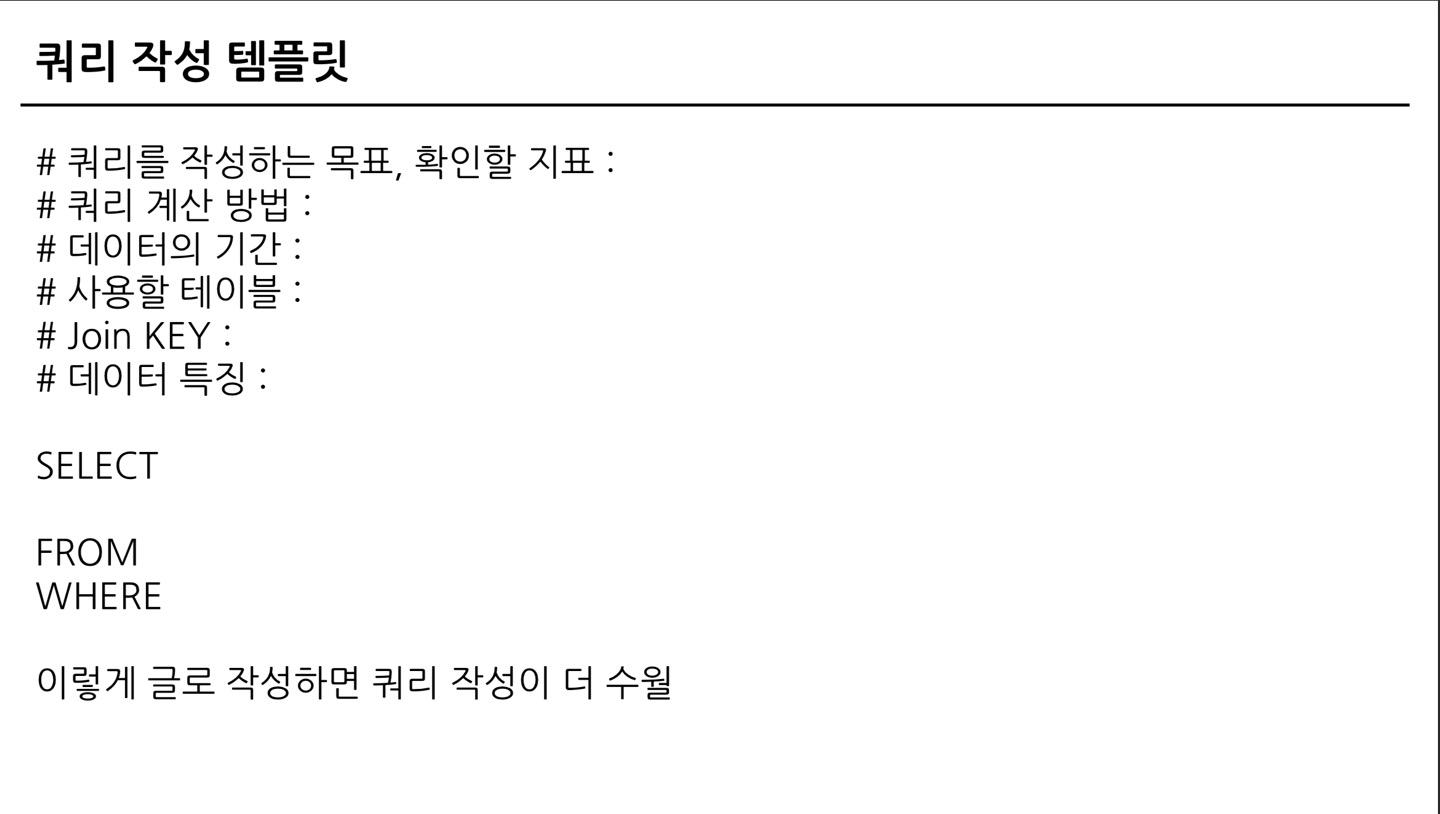 쿼리 작성 템플릿
# 쿼리를 작성하는 목표, 확인할 지표 :
# 쿼리 계산 방법 :
# 데이터의 기간 :
# 사용할 테이블 :
# Join KEY :
# 데이터 특징 :
SELECT
FROM
WHERE
이렇게 글로 작성하면 쿼리 작성이 더 수월